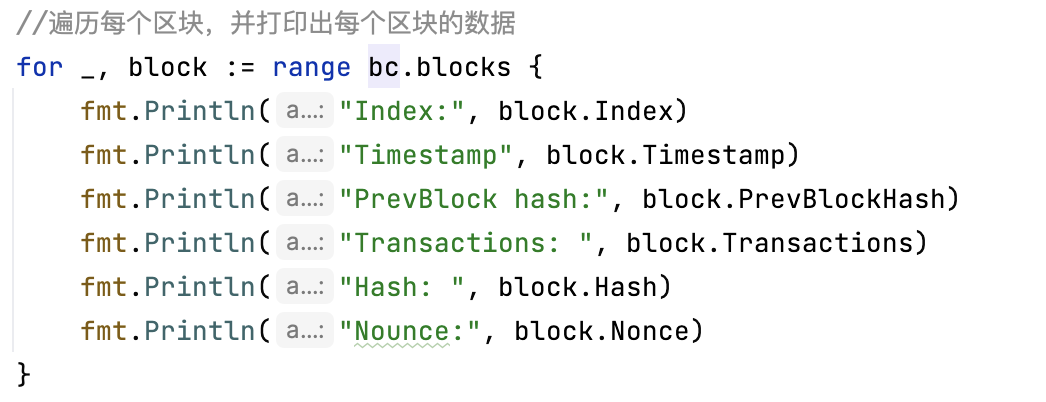 //遍历每个区块，并打印出每个区块的数据
for _, block := range bc.blocks {
    fmt.Println( a...: "Index:", block.Index)
    fmt.Println( a...: "Timestamp", block.Timestamp)
    fmt.Println( a...: "PrevBlock hash:", block.PrevBlockHash)
    fmt.Println( a...: "Transactions: ", block.Transactions)
    fmt.Println( a...: "Hash: ", block.Hash)
    fmt.Println( a...: "Nounce:", block.Nonce)
}